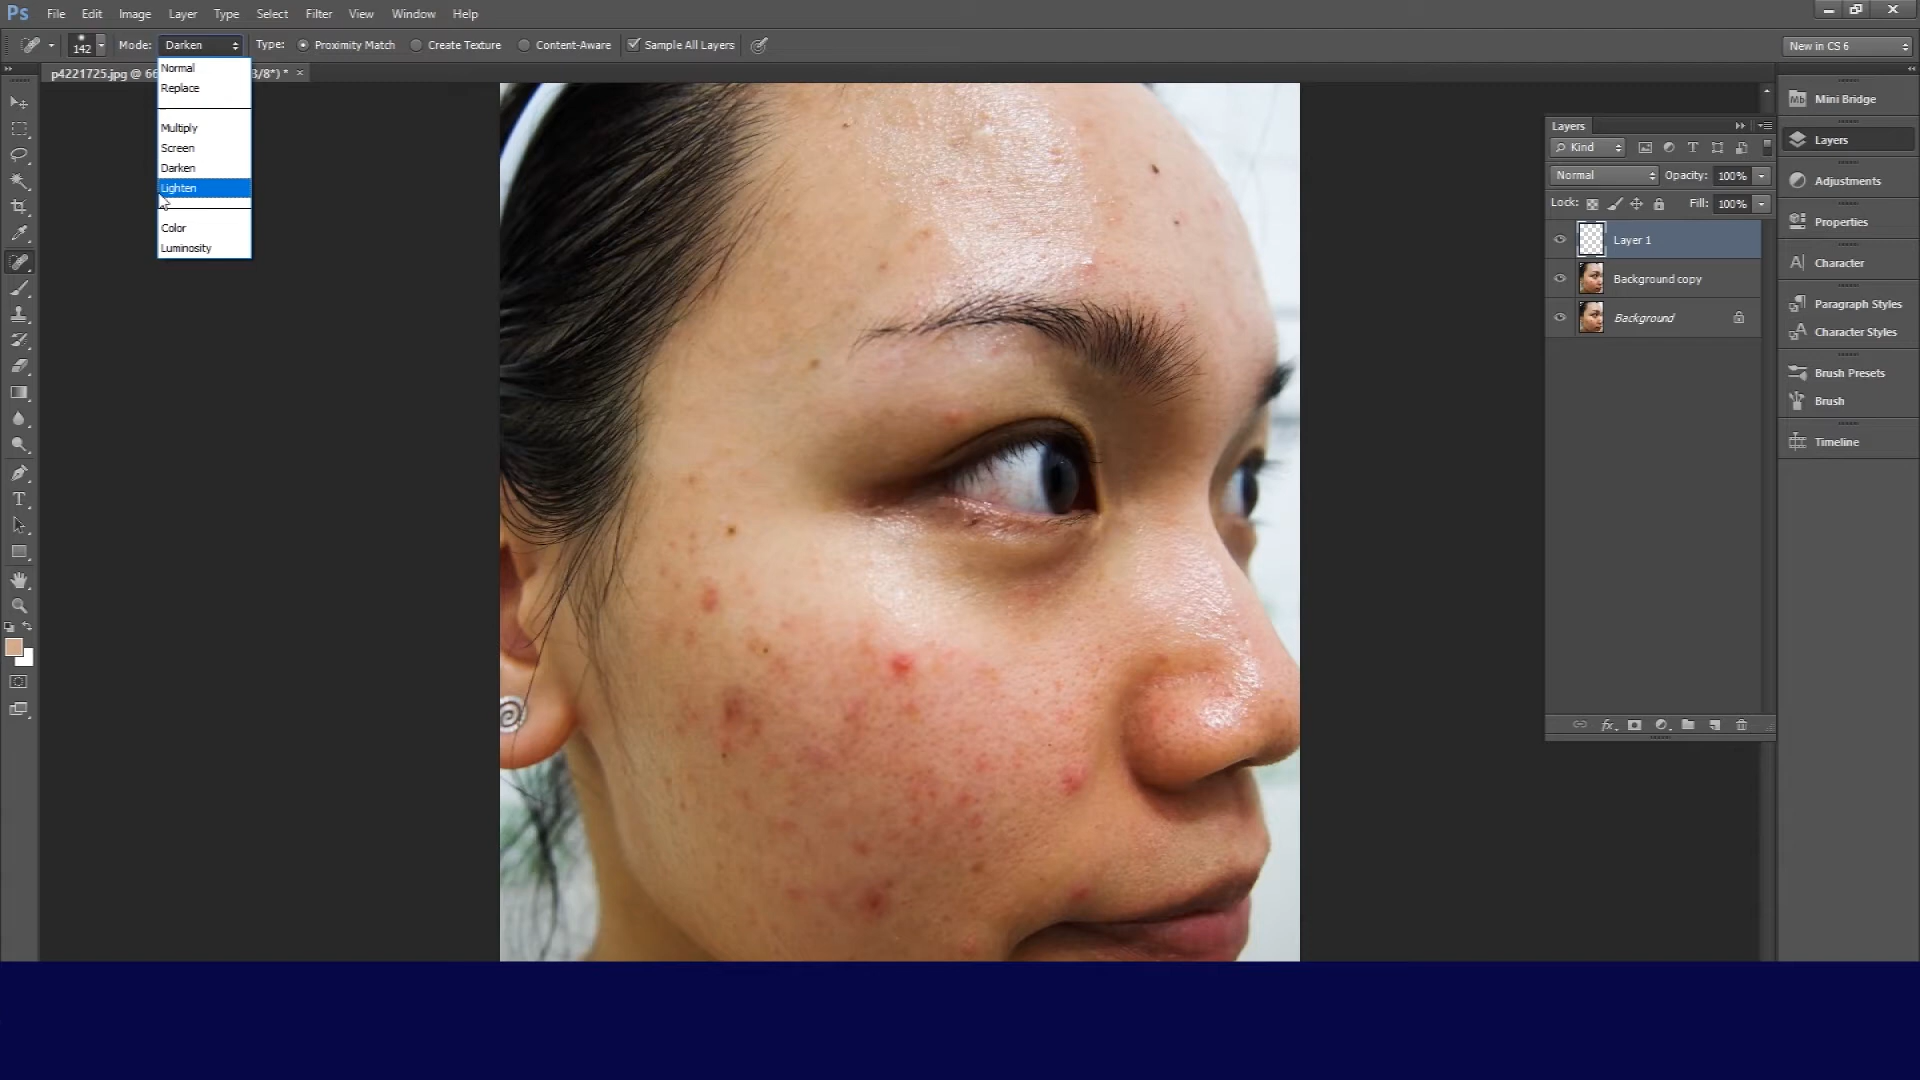 Ps File Edit Image Layer Type Select Filter View Window Help
142 Mode: Darken Type: Proximity Match Create Texture Content-Aware Sample All Layers New in CS 6
p4221725.jpg @ 66 3/8*) * ×
Normal
Replace
Multiply
Screen
Darken
Lighten
Color
Luminosity
Layers
Kind
Normal Opacity: 100%
Lock: Fill: 100%
Layer 1
Background copy
Background
fx
Mb Mini Bridge
Layers
Adjustments
Properties
A Character
Paragraph Styles
Character Styles
Brush Presets
Brush
Timeline